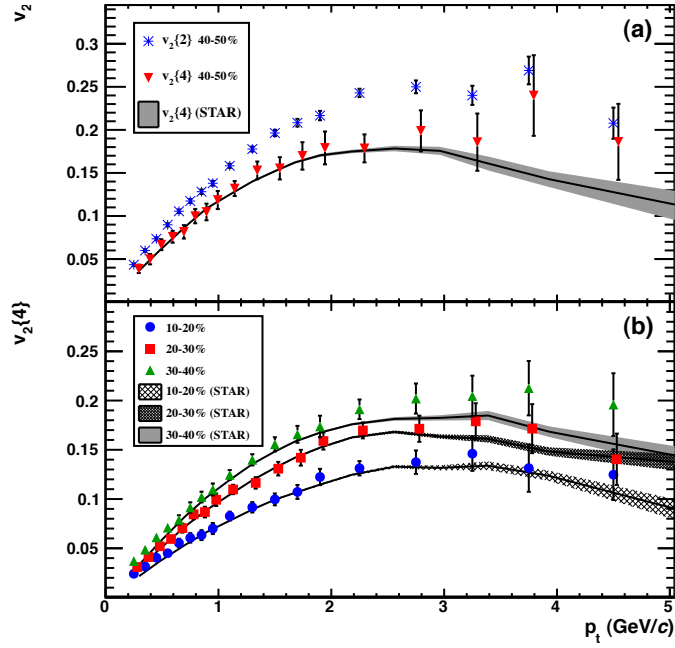 v₂
(a)
v₂{2} 40-50%
v₂{4} 40-50%
v₂{4} (STAR)
0.3
0.25
0.2
0.15
0.1
0.05
v₂{4}
(b)
10-20%
20-30%
30-40%
10-20% (STAR)
20-30% (STAR)
30-40% (STAR)
0.25
0.2
0.15
0.1
0.05
0 1 2 3 4 5
pₜ (GeV/c)